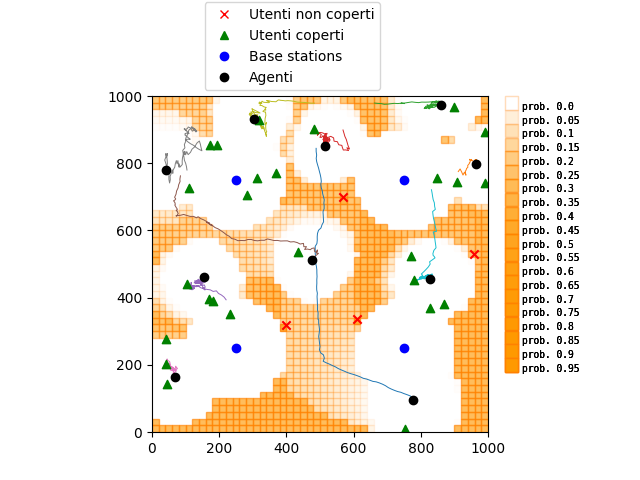 Utenti non coperti
Utenti coperti
Base stations
Agenti
1000
800
600
400
200
0
0
200
400
600
800
1000
prob. 0.0
prob. 0.05
prob. 0.1
prob. 0.15
prob. 0.2
prob. 0.25
prob. 0.3
prob. 0.35
prob. 0.4
prob. 0.45
prob. 0.5
prob. 0.55
prob. 0.6
prob. 0.65
prob. 0.7
prob. 0.75
prob. 0.8
prob. 0.85
prob. 0.9
prob. 0.95